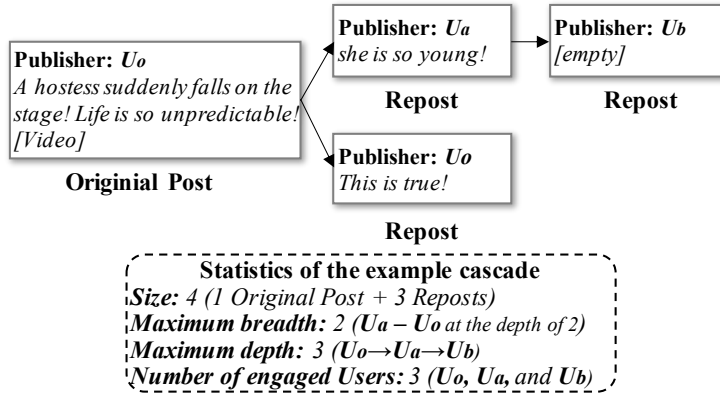 Publisher: Uo
A hostess suddenly falls on the
stage! Life is so unpredictable!
[Video]
Originial Post
Publisher: Ua
she is so young!
Repost
Publisher: Ub
[empty]
Repost
Publisher: Uo
This is true!
Repost
Statistics of the example cascade
Size: 4 (1 Original Post + 3 Reposts)
Maximum breadth: 2 (Ua – Uo at the depth of 2)
Maximum depth: 3 (Uo→Ua→Ub)
Number of engaged Users: 3 (Uo, Ua, and Ub)